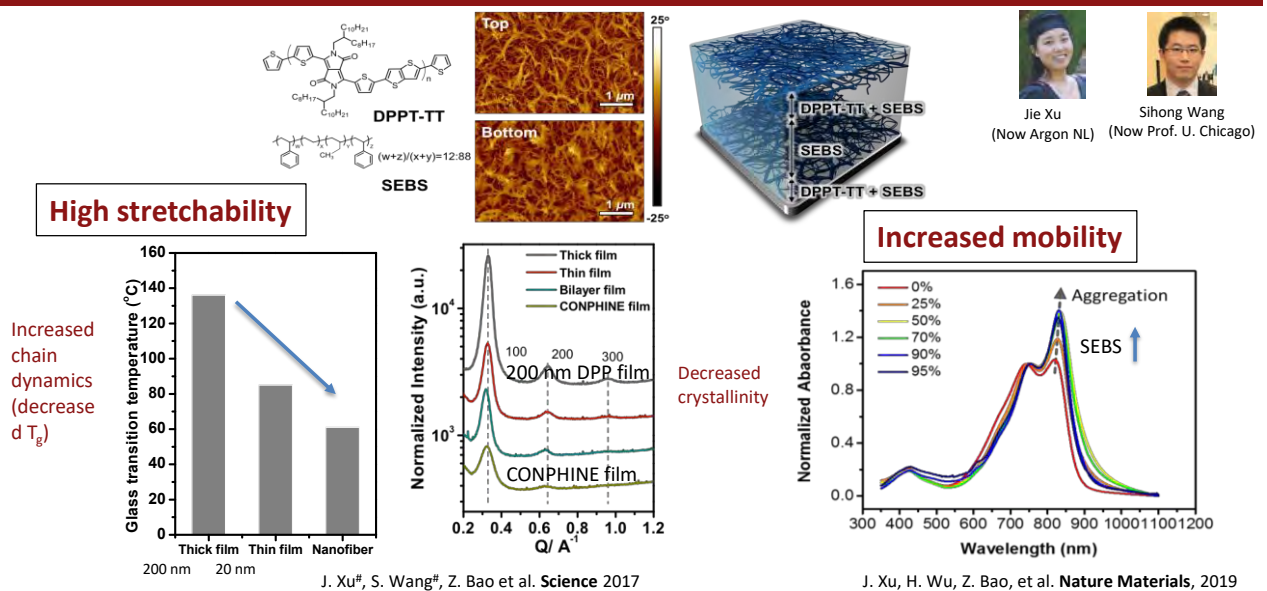 C10H21
C8H17
N
O
S
S
S
S
S
S
n
O
N
C8H17
C10H21
DPPT-TT
w
x
y
z
CH3
(w+z)/(x+y)=12:88
SEBS
Top
1 µm
Bottom
1 µm
25°
-25°
DPPT-TT + SEBS
SEBS
DPPT-TT + SEBS
Jie Xu
(Now Argon NL)
Sihong Wang
(Now Prof. U. Chicago)
High stretchability
Increased mobility
Increased
chain
dynamics
(decrease
d Tg)
Glass transition temperature (°C)
160
140
120
100
80
60
40
20
0
Thick film
Thin film
Nanofiber
200 nm
20 nm
Normalized Intensity (a.u.)
10⁴
10³
Thick film
Thin film
Bilayer film
CONPHINE film
100
200
300
200 nm DPP film
CONPHINE film
0.2 0.4 0.6 0.8 1.0 1.2
Q/ A⁻¹
Decreased
crystallinity
Normalized Abaorbance
1.6
1.2
0.8
0.4
0.0
0%
25%
50%
70%
90%
95%
Aggregation
SEBS
300 400 500 600 700 800 900 1000 1100 1200
Wavelength (nm)
J. Xu#, S. Wang#, Z. Bao et al. Science 2017
J. Xu, H. Wu, Z. Bao, et al. Nature Materials, 2019